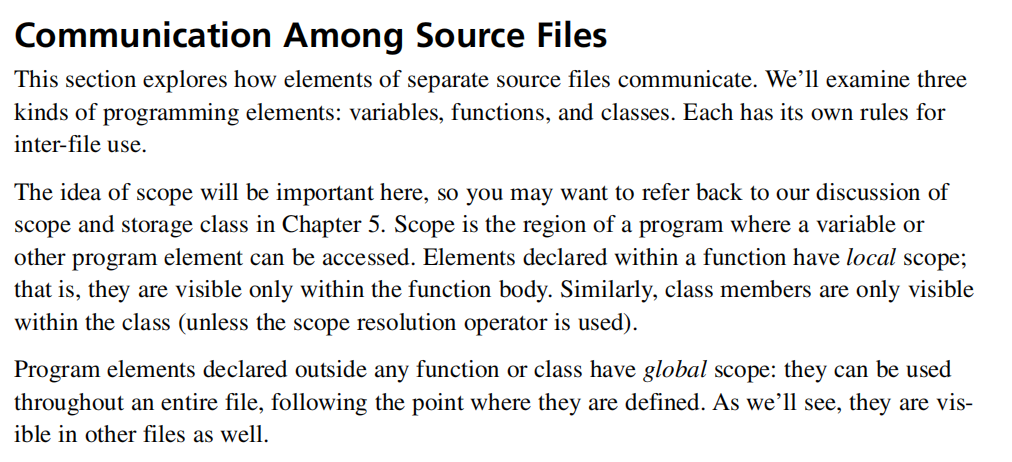 Communication Among Source Files
This section explores how elements of separate source files communicate. We’ll examine three
kinds of programming elements: variables, functions, and classes. Each has its own rules for
inter-file use.
The idea of scope will be important here, so you may want to refer back to our discussion of
scope and storage class in Chapter 5. Scope is the region of a program where a variable or
other program element can be accessed. Elements declared within a function have local scope;
that is, they are visible only within the function body. Similarly, class members are only visible
within the class (unless the scope resolution operator is used).
Program elements declared outside any function or class have global scope: they can be used
throughout an entire file, following the point where they are defined. As we’ll see, they are vis-
ible in other files as well.